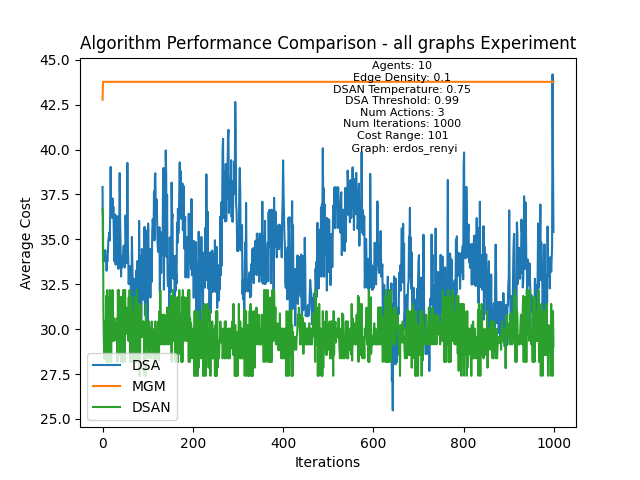 Algorithm Performance Comparison - all graphs Experiment
45.0
42.5
40.0
37.5
35.0
32.5
30.0
27.5
25.0
Average Cost
Agents: 10
Edge Density: 0.1
DSAN Temperature: 0.75
DSA Threshold: 0.99
Num Actions: 3
Num Iterations: 1000
Cost Range: 101
Graph: erdos_renyi
DSA
MGM
DSAN
0 200 400 600 800 1000
Iterations